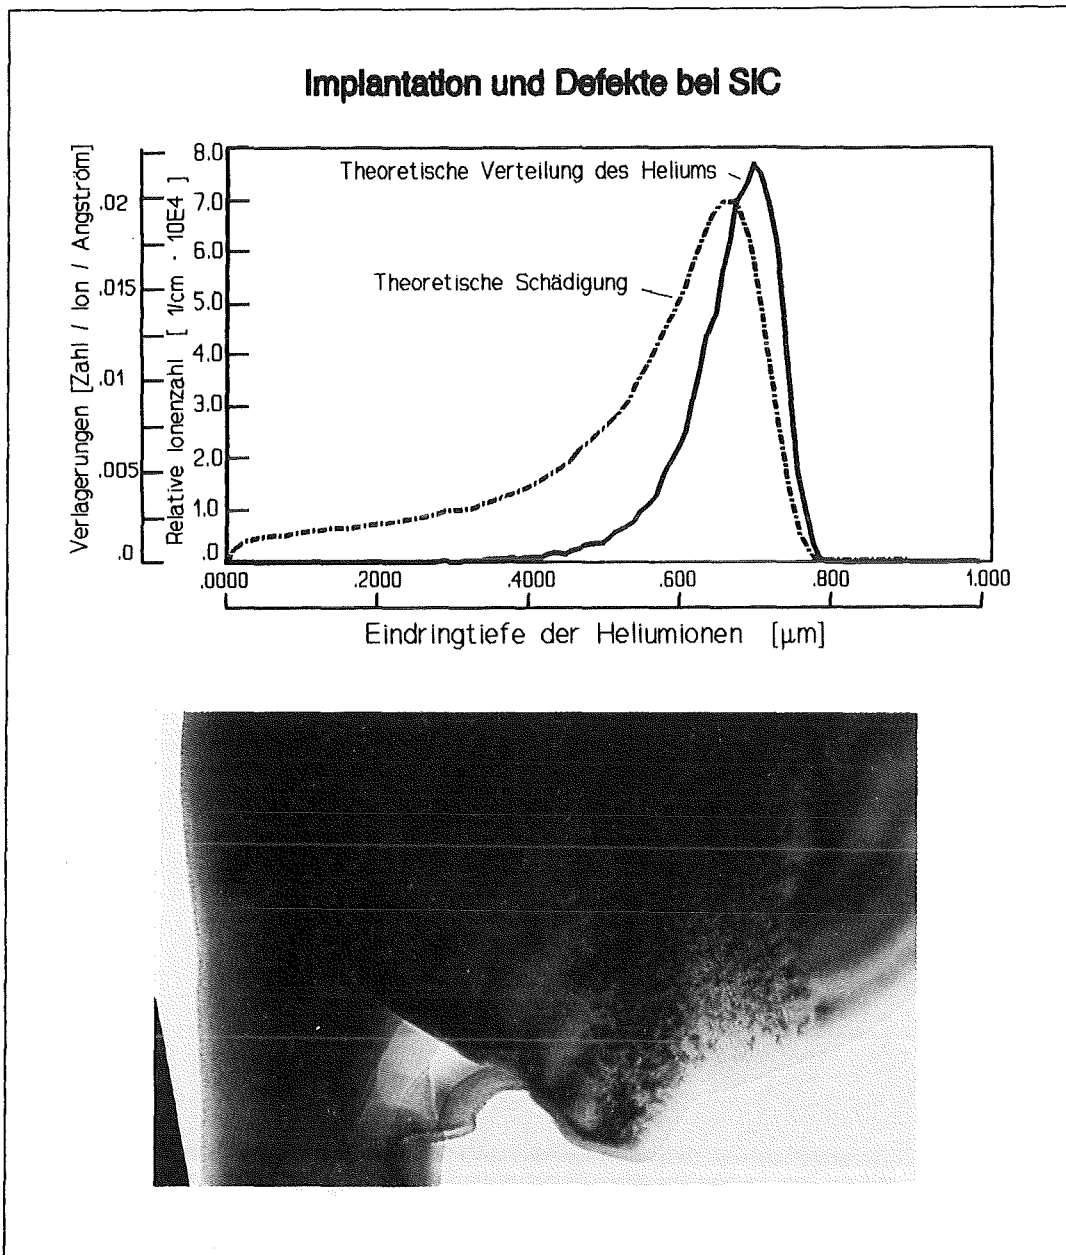 Implantation und Defekte bei SIC
Verlagerungen [Zahl / Ion / Angström]
.02
.015
.01
.005
.0
Relative Ionenzahl [ 1/cm · 10E4 ]
8.0
7.0
6.0
5.0
4.0
3.0
2.0
1.0
.0
Theoretische Verteilung des Heliums
Theoretische Schädigung
.0000 .2000 .4000 .600 .800 1.000
Eindringtiefe der Heliumionen [µm]